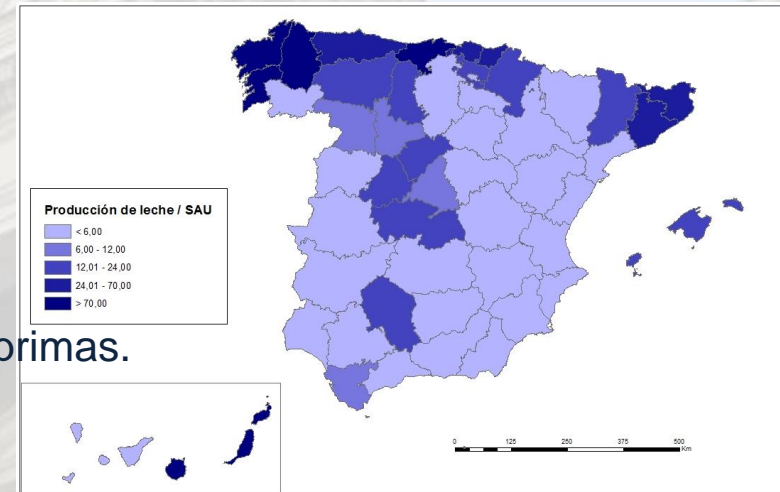 Producción de leche / SAU
< 6,00
6,00 - 12,00
12,01 - 24,00
24,01 - 70,00
> 70,00
primas.
0 125 250 375 500
Km